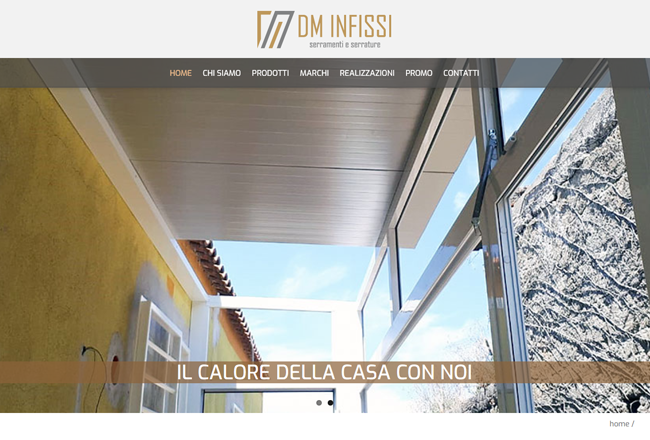 DM INFISSI
serramenti e serrature
HOME CHI SIAMO PRODOTTI MARCHI REALIZZAZIONI PROMO CONTATTI
IL CALORE DELLA CASA CON NOI
home /